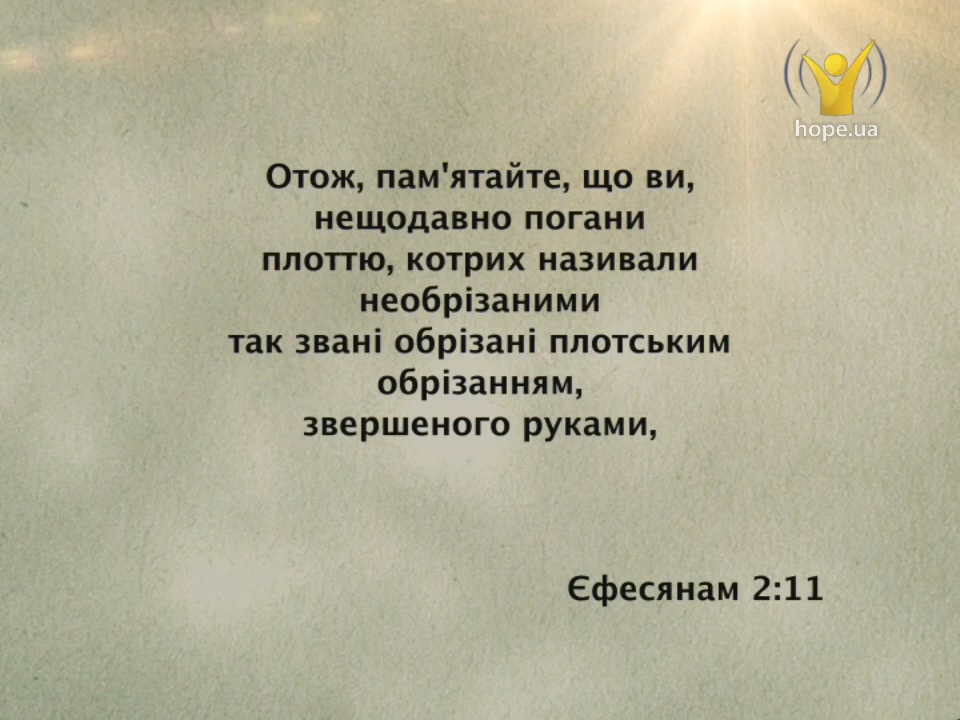 hope.ua
Отож, пам'ятайте, що ви,
нещодавно погани
плоттю, котрих називали
необрізаними
так звані обрізані плотським
обрізанням,
звершеного руками,
Єфесянам 2:11